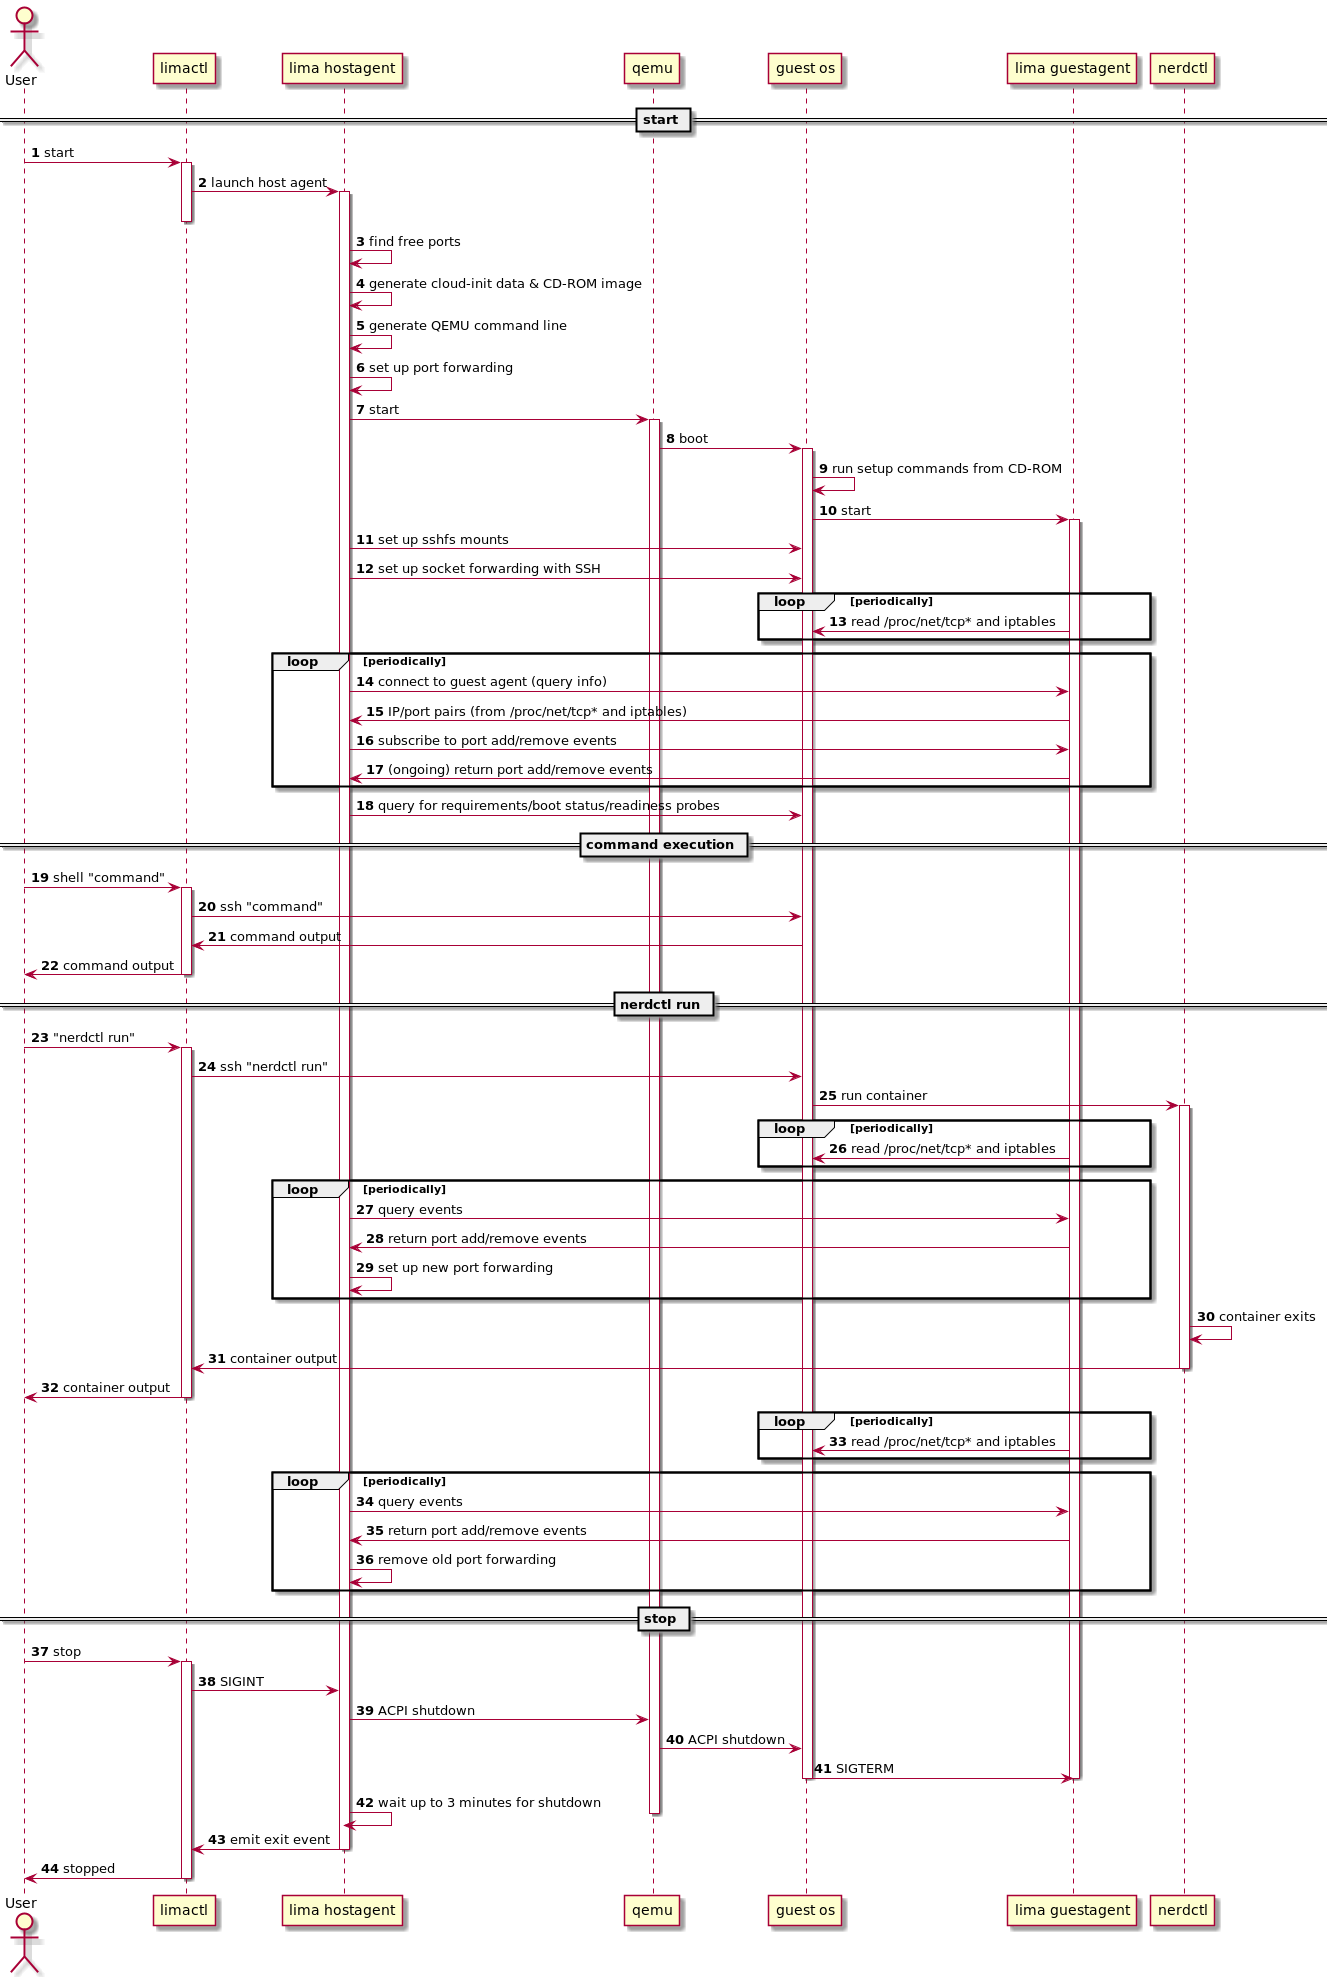 User
limactl
lima hostagent
qemu
guest os
lima guestagent
nerdctl
start
1 start
2 launch host agent
3 find free ports
4 generate cloud-init data & CD-ROM image
5 generate QEMU command line
6 set up port forwarding
7 start
8 boot
9 run setup commands from CD-ROM
10 start
11 set up sshfs mounts
12 set up socket forwarding with SSH
loop [periodically]
13 read /proc/net/tcp* and iptables
loop [periodically]
14 connect to guest agent (query info)
15 IP/port pairs (from /proc/net/tcp* and iptables)
16 subscribe to port add/remove events
17 (ongoing) return port add/remove events
18 query for requirements/boot status/readiness probes
command execution
19 shell "command"
20 ssh "command"
21 command output
22 command output
nerdctl run
23 "nerdctl run"
24 ssh "nerdctl run"
25 run container
loop [periodically]
26 read /proc/net/tcp* and iptables
loop [periodically]
27 query events
28 return port add/remove events
29 set up new port forwarding
30 container exits
31 container output
32 container output
loop [periodically]
33 read /proc/net/tcp* and iptables
loop [periodically]
34 query events
35 return port add/remove events
36 remove old port forwarding
stop
37 stop
38 SIGINT
39 ACPI shutdown
40 ACPI shutdown
41 SIGTERM
42 wait up to 3 minutes for shutdown
43 emit exit event
44 stopped
User
limactl
lima hostagent
qemu
guest os
lima guestagent
nerdctl